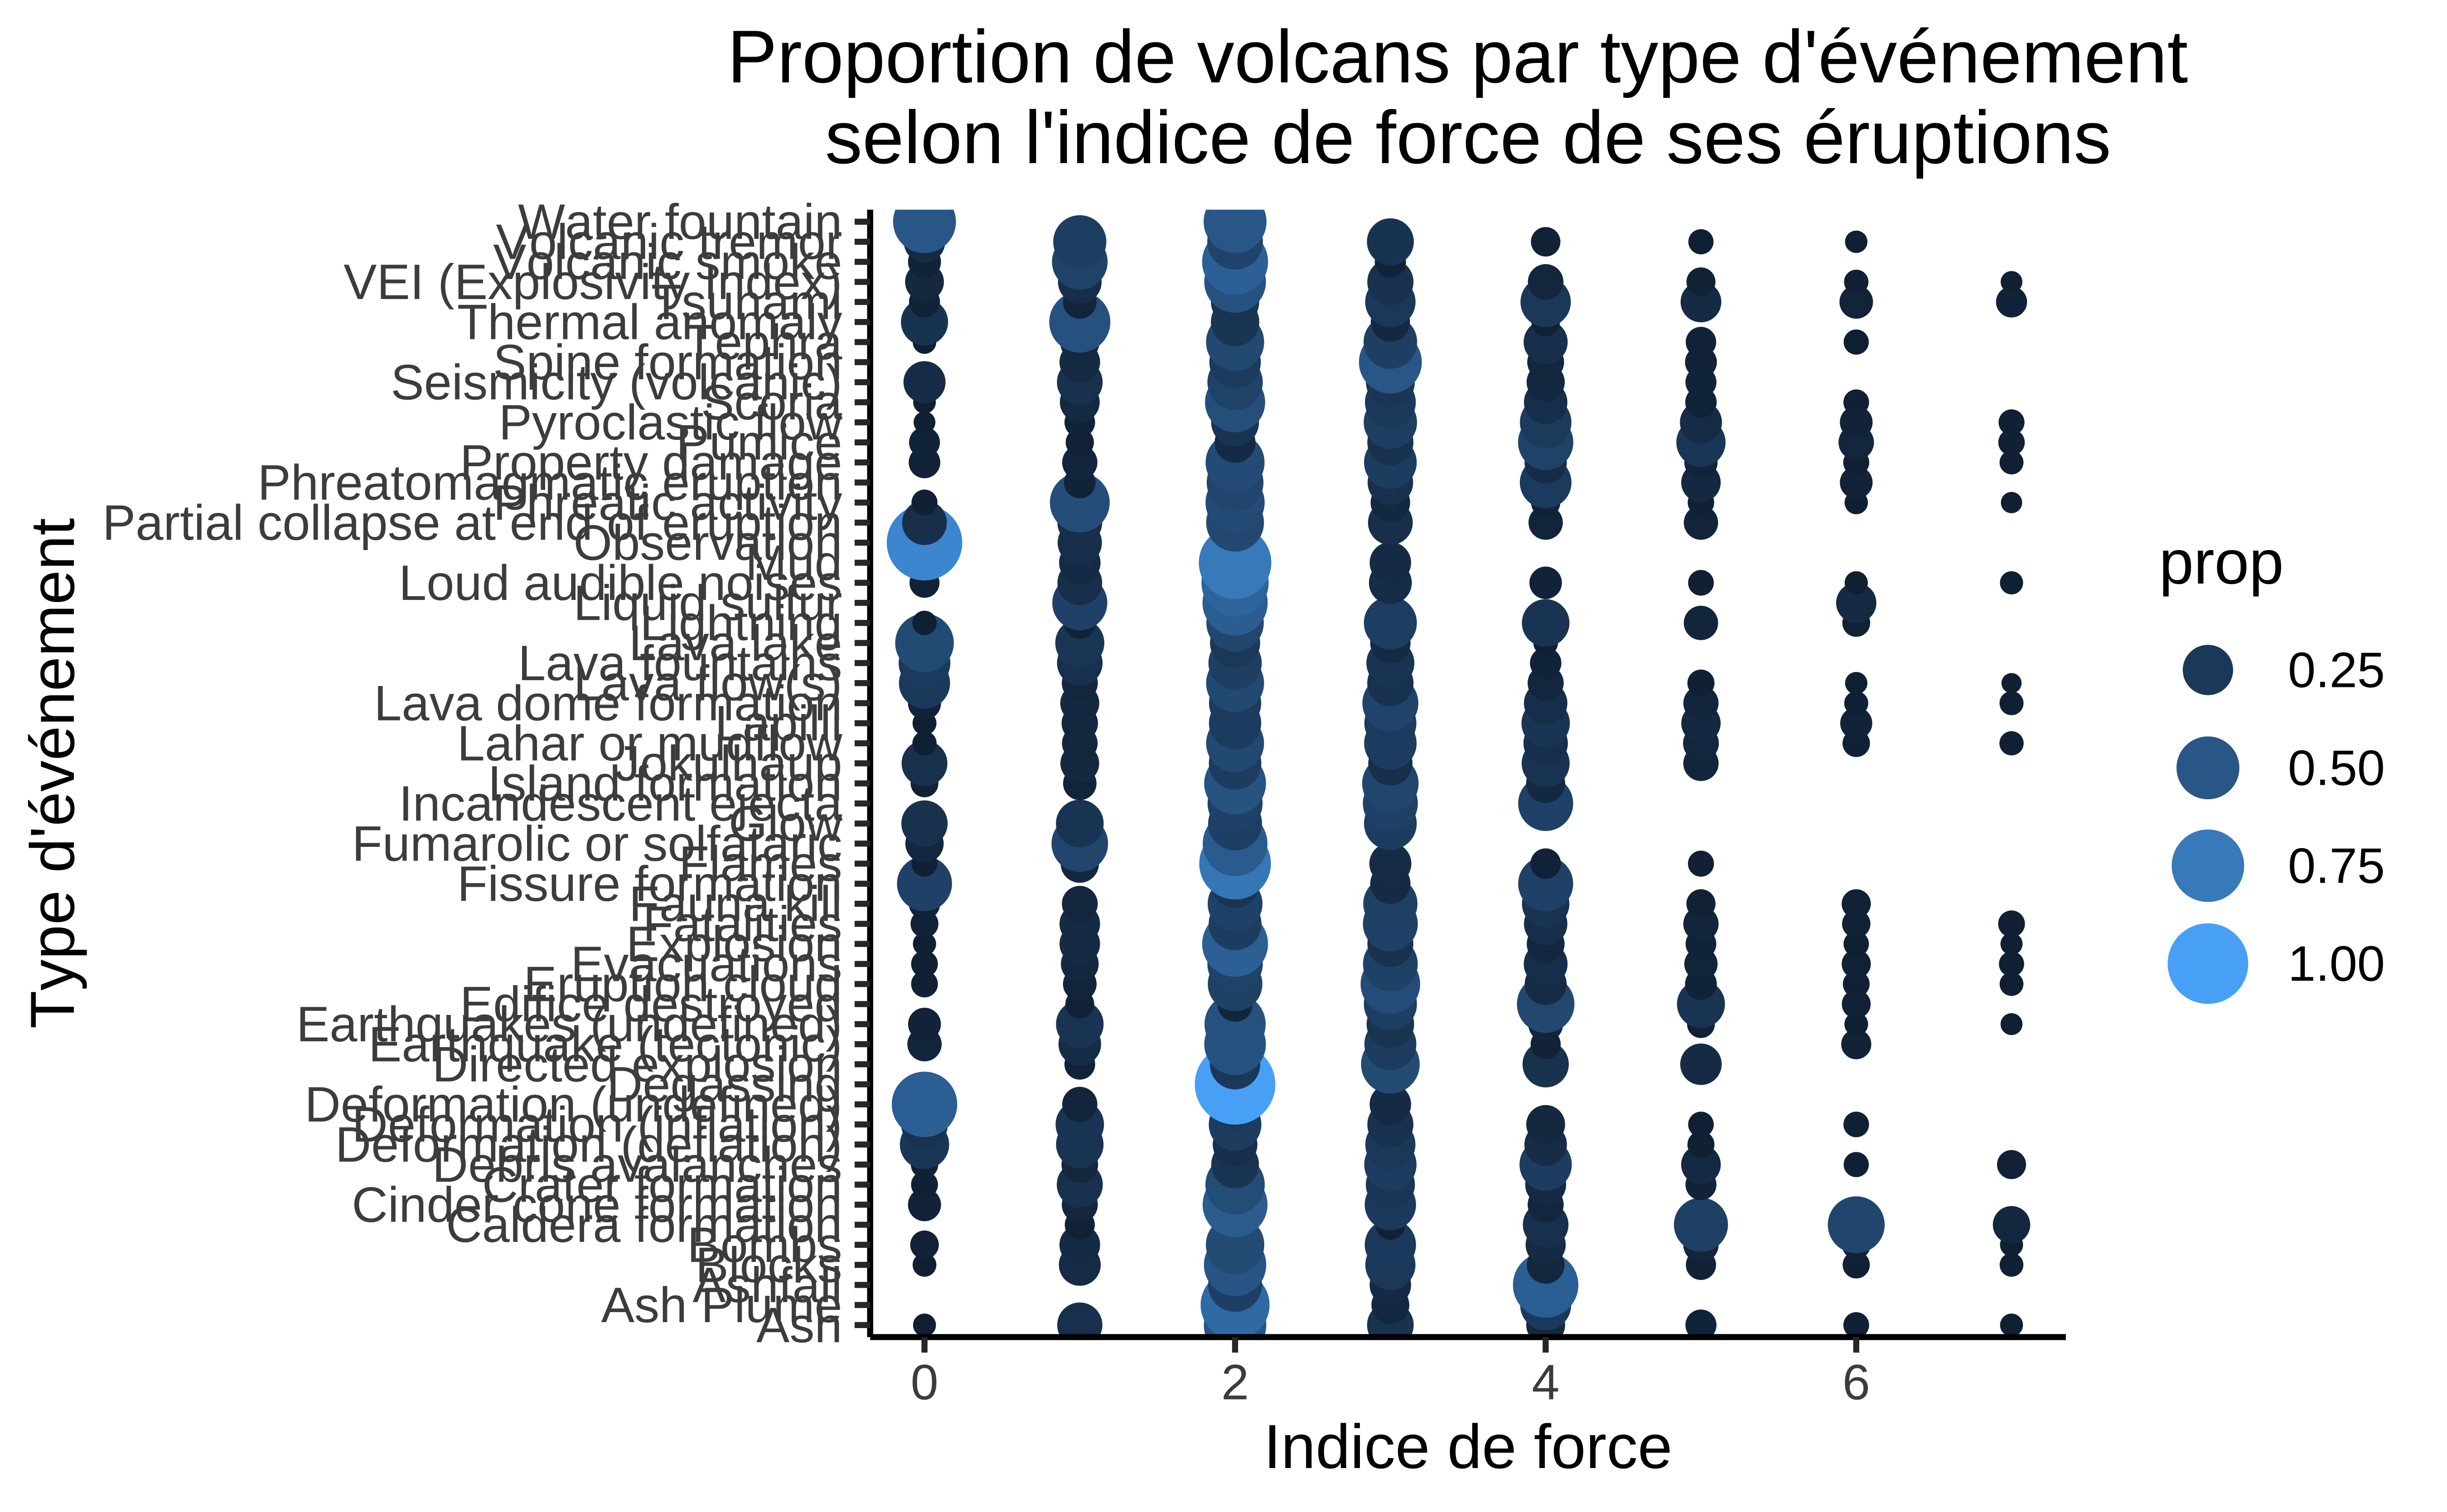 Proportion de volcans par type d'événement
selon l'indice de force de ses éruptions
Type d'événement
Water fountain
Volcanic tremor
Volcanic smoke
VEI (Explosivity Index)
Tsunami
Thermal anomaly
Tephra
Spine formation
Seismicity (volcanic)
Scoria
Pyroclastic flow
Pumice
Property damage
Phreatomagmatic eruption
Phreatic activity
Partial collapse at end of eruption
Observation
Mud
Loud audible noises
Liquid sulfur
Lightning
Lava lake
Lava fountains
Lava flow(s)
Lava dome formation
Lapilli
Lahar or mudflow
Jokulhlaup
Island formation
Incandescent ejecta
Glow
Fumarolic or solfataric
Flames
Fissure formation
Fauna kill
Fatalities
Explosion
Evacuations
Eruption cloud
Edifice destroyed
Earthquakes (undefined)
Earthquake (tectonic)
Directed explosion
Degassing
Deformation (undefined)
Deformation (inflation)
Deformation (deflation)
Debris avalanches
Crater formation
Cinder cone formation
Caldera formation
Bombs
Blocks
Ashfall
Ash Plume
Ash
0
2
4
6
Indice de force
prop
0.25
0.50
0.75
1.00